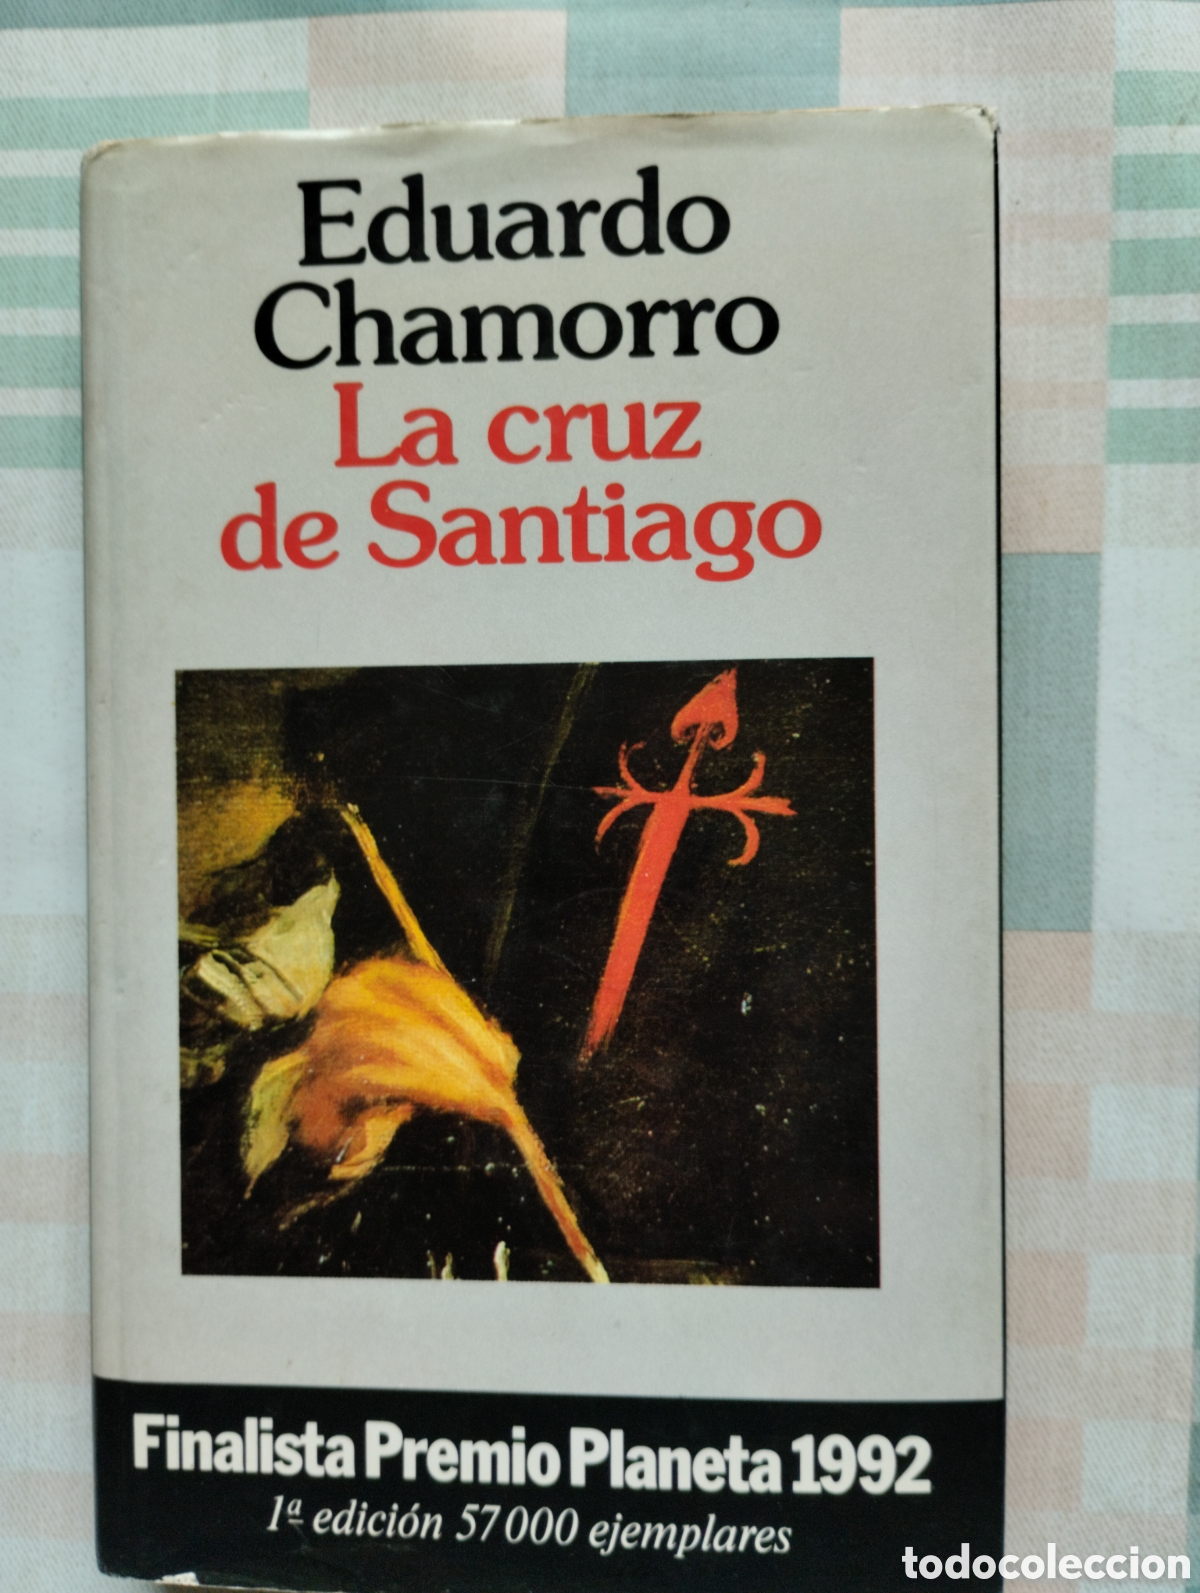 Eduardo
Chamorro
La cruz
de Santiago
Finalista Premio Planeta 1992
1ª edición 57 000 ejemplares
todocoleccion